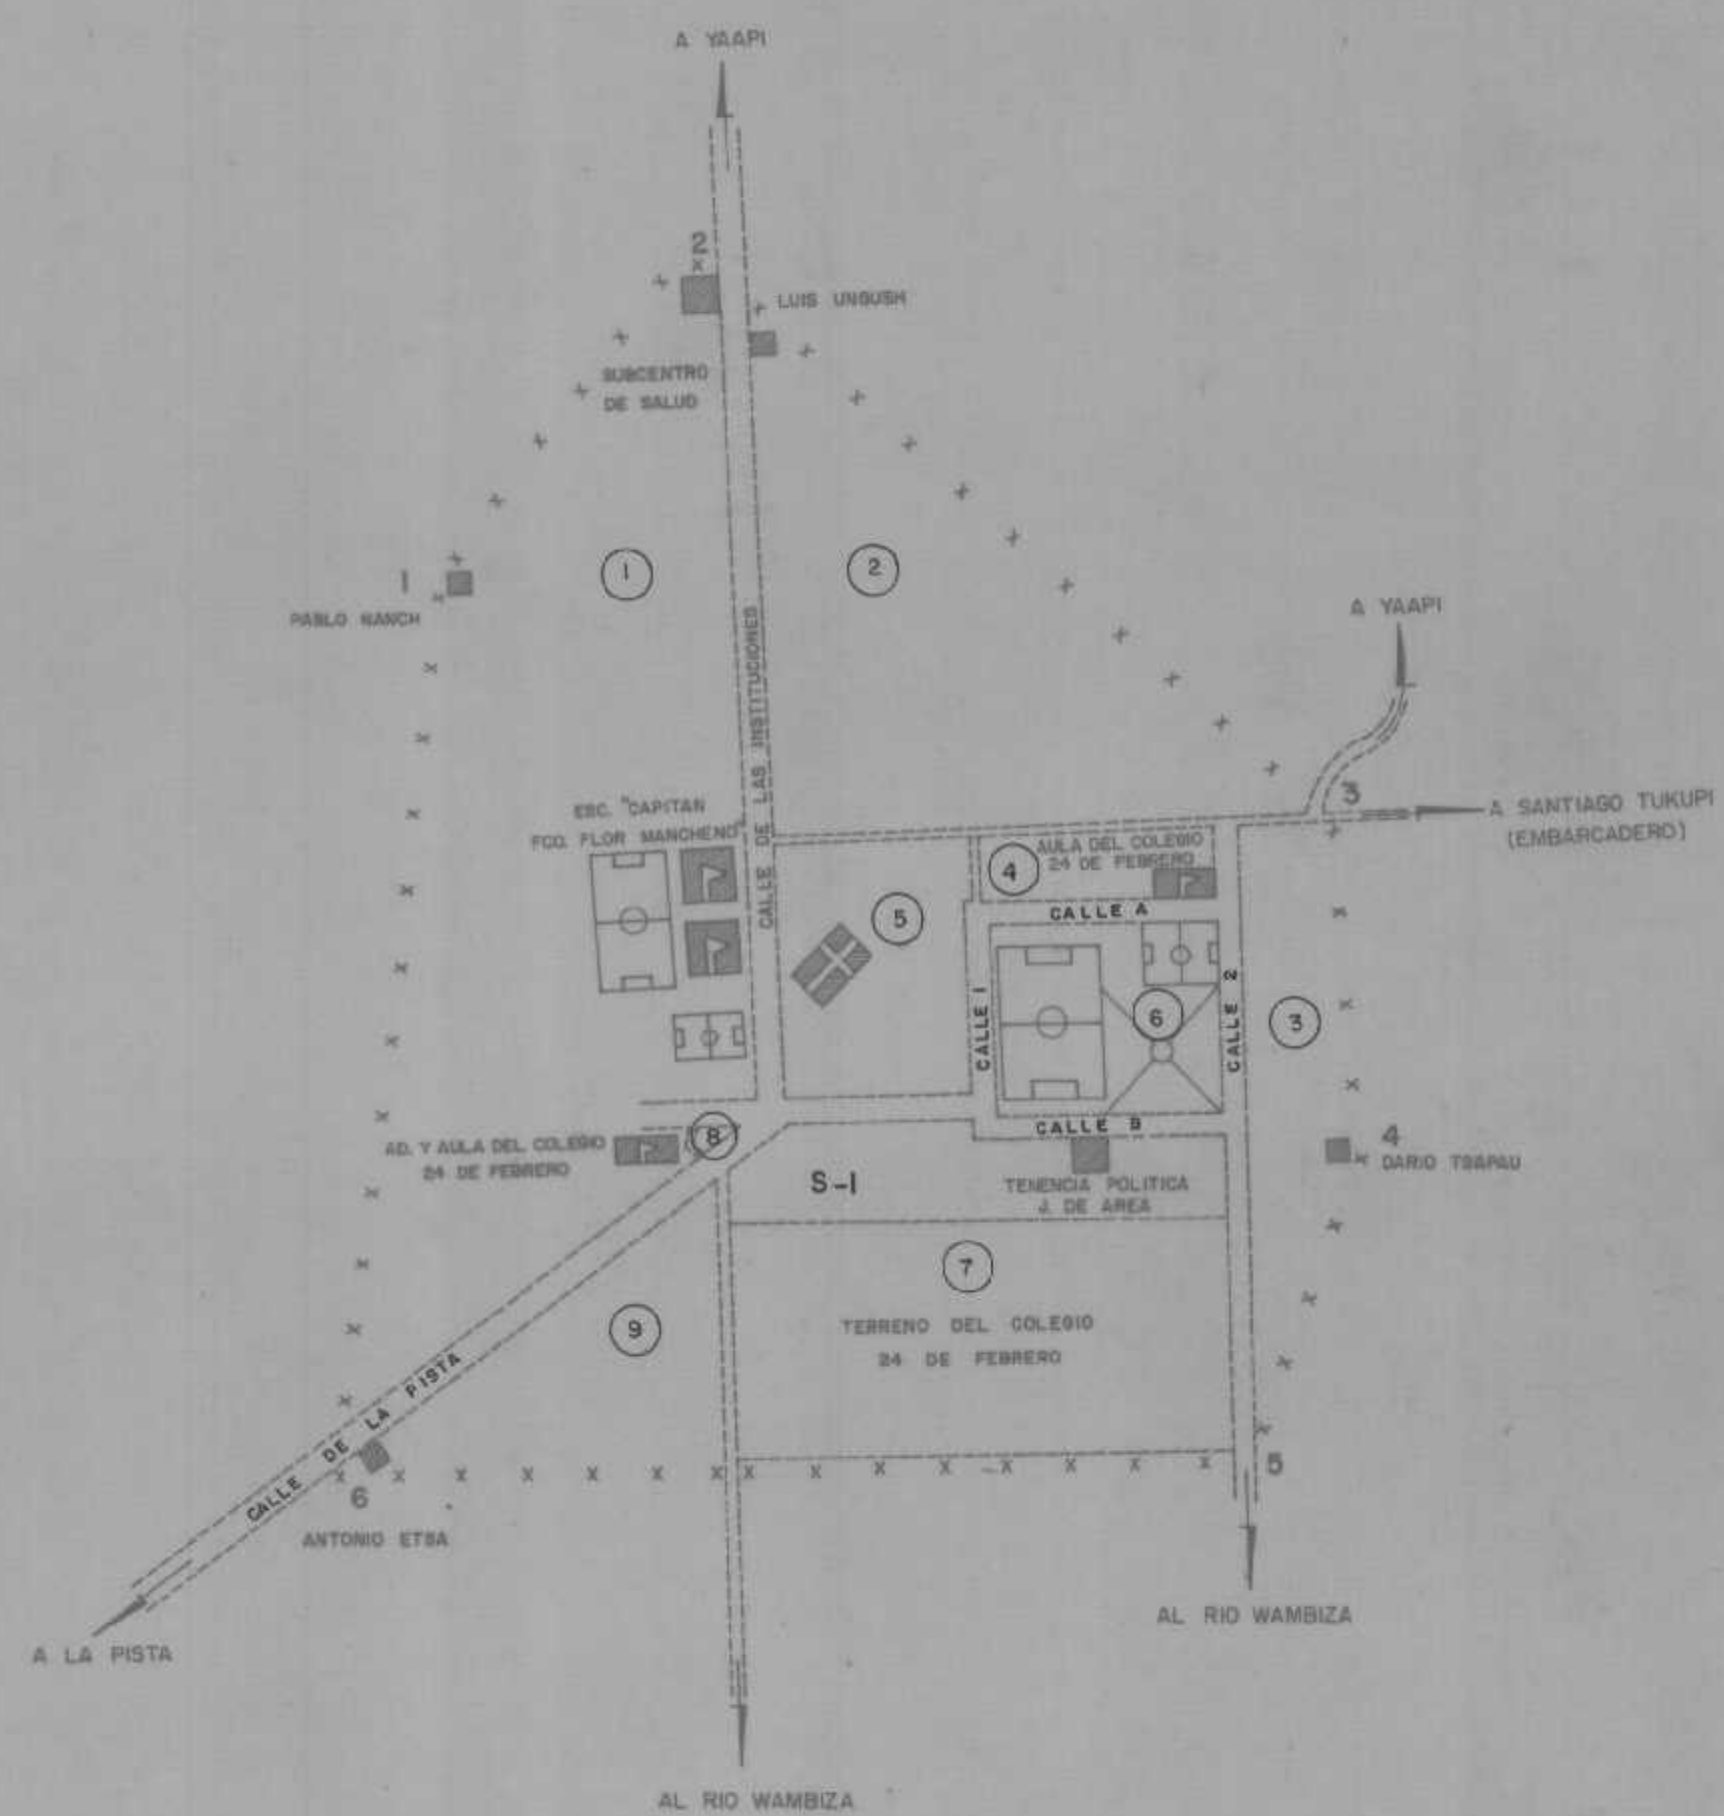 A YAAPI
2
LUIS UNGUSH
SUBCENTRO
DE SALUD
1
PABLO NANCH
1
2
CALLE DE LAS INSTITUCIONES
A YAAPI
3
A SANTIAGO TUKUPI
(EMBARCADERO)
ESC. "CAPITAN
FCO. FLOR MANCHENO"
4
AULA DEL COLEGIO
24 DE FEBRERO
CALLE A
5
CALLE 1
6
CALLE 2
3
CALLE B
8
AD. Y AULA DEL COLEGIO
24 DE FEBRERO
S-1
TENENCIA POLITICA
J. DE AREA
4
DARIO TSAPAU
7
TERRENO DEL COLEGIO
24 DE FEBRERO
9
CALLE DE LA PISTA
5
6
ANTONIO ETSA
A LA PISTA
AL RIO WAMBIZA
AL RIO WAMBIZA